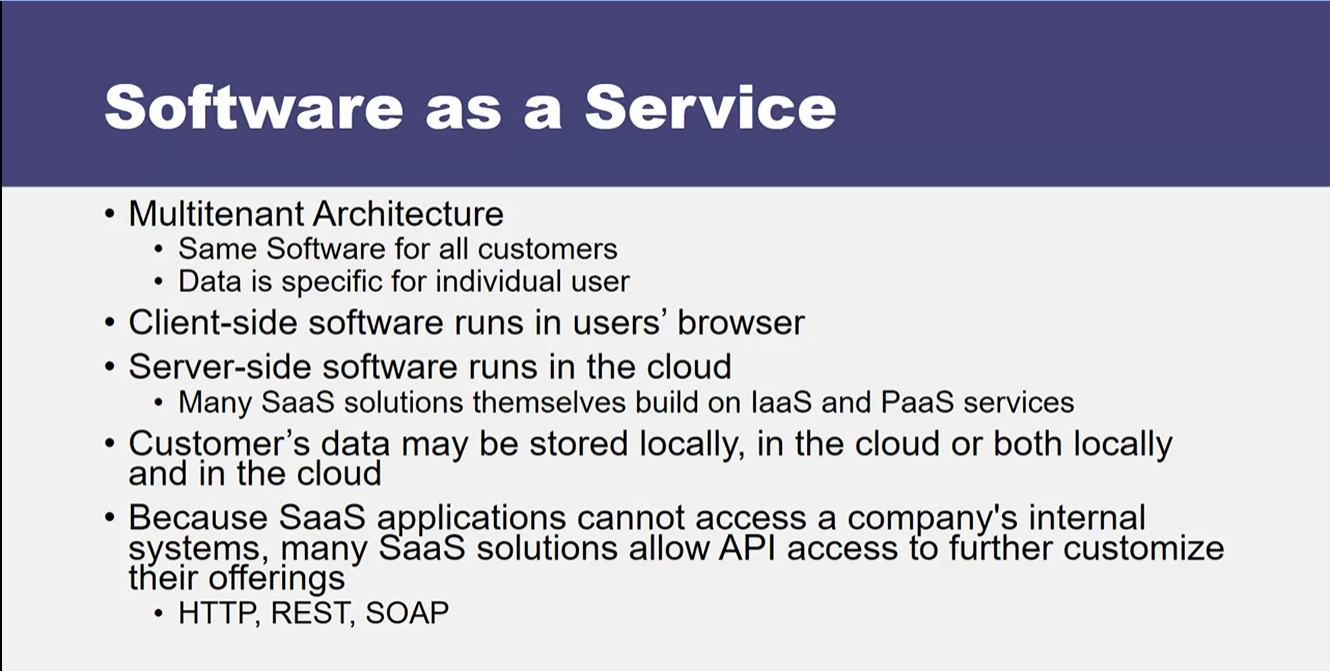 Software as a Service
• Multitenant Architecture
• Same Software for all customers
• Data is specific for individual user
• Client-side software runs in users’ browser
• Server-side software runs in the cloud
• Many SaaS solutions themselves build on IaaS and PaaS services
• Customer’s data may be stored locally, in the cloud or both locally
and in the cloud
• Because SaaS applications cannot access a company's internal
systems, many SaaS solutions allow API access to further customize
their offerings
• HTTP, REST, SOAP